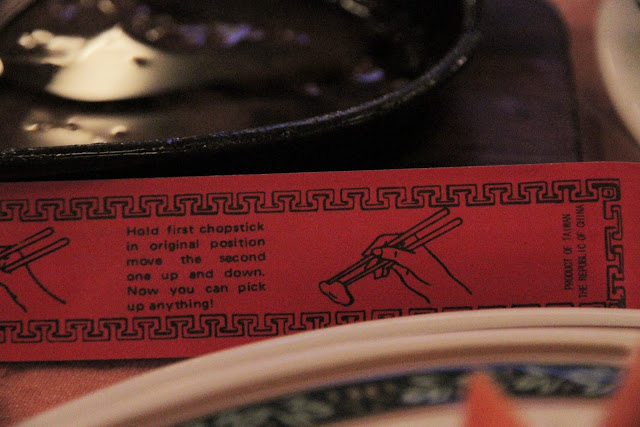 Hold first chopstick
in original position
move the second
one up and down.
Now you can pick
up anything!
PRODUCT OF TAIWAN
THE REPUBLIC OF CHINA